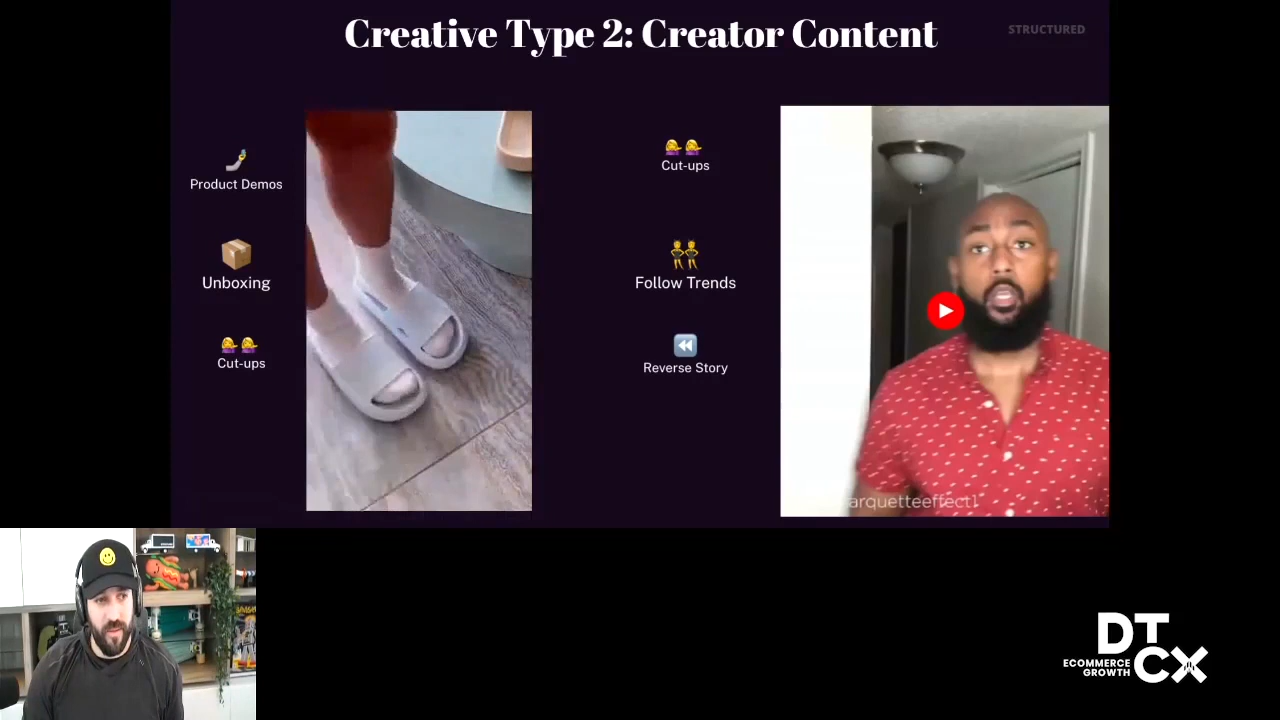 Creative Type 2: Creator Content
STRUCTURED
Product Demos
Unboxing
Cut-ups
Cut-ups
Follow Trends
Reverse Story
arquetteeffect1
DT
CX
ECOMMERCE
GROWTH